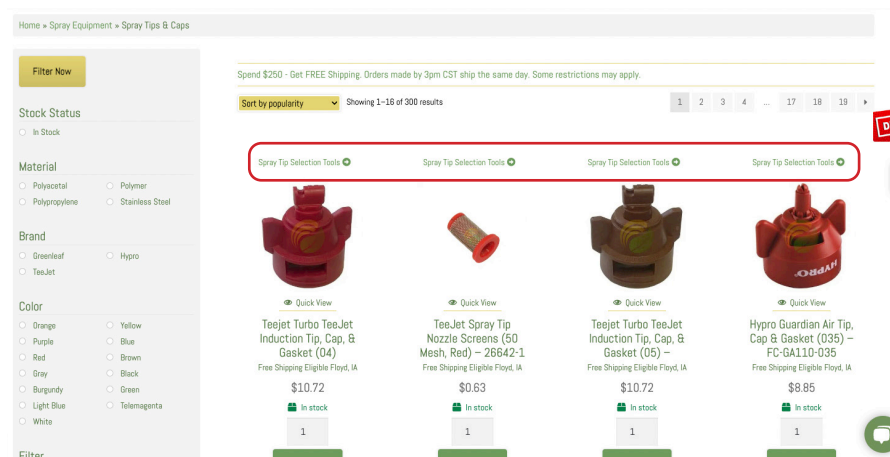 Home » Spray Equipment » Spray Tips & Caps
Filter Now
Stock Status
In Stock
Material
Polyacetal
Polymer
Polypropylene
Stainless Steel
Brand
Greenleaf
Hypro
TeeJet
Color
Orange
Yellow
Purple
Blue
Red
Brown
Gray
Black
Burgundy
Green
Light Blue
Telemagenta
White
Filter
Spend $250 - Get FREE Shipping. Orders made by 3pm CST ship the same day. Some restrictions may apply.
Sort by popularity
Showing 1–16 of 300 results
1 2 3 4 ... 17 18 19
Spray Tip Selection Tools
Spray Tip Selection Tools
Spray Tip Selection Tools
Spray Tip Selection Tools
HYPRO
Quick View
Teejet Turbo TeeJet
Induction Tip, Cap, &
Gasket (04)
Free Shipping Eligible Floyd, IA
$10.72
In stock
1
Quick View
TeeJet Spray Tip
Nozzle Screens (50
Mesh, Red) – 26642-1
Free Shipping Eligible Floyd, IA
$0.63
In stock
1
Quick View
Teejet Turbo TeeJet
Induction Tip, Cap, &
Gasket (05) –
Free Shipping Eligible Floyd, IA
$10.72
In stock
1
Quick View
Hypro Guardian Air Tip,
Cap & Gasket (035) –
FC-GA110-035
Free Shipping Eligible Floyd, IA
$8.85
In stock
1